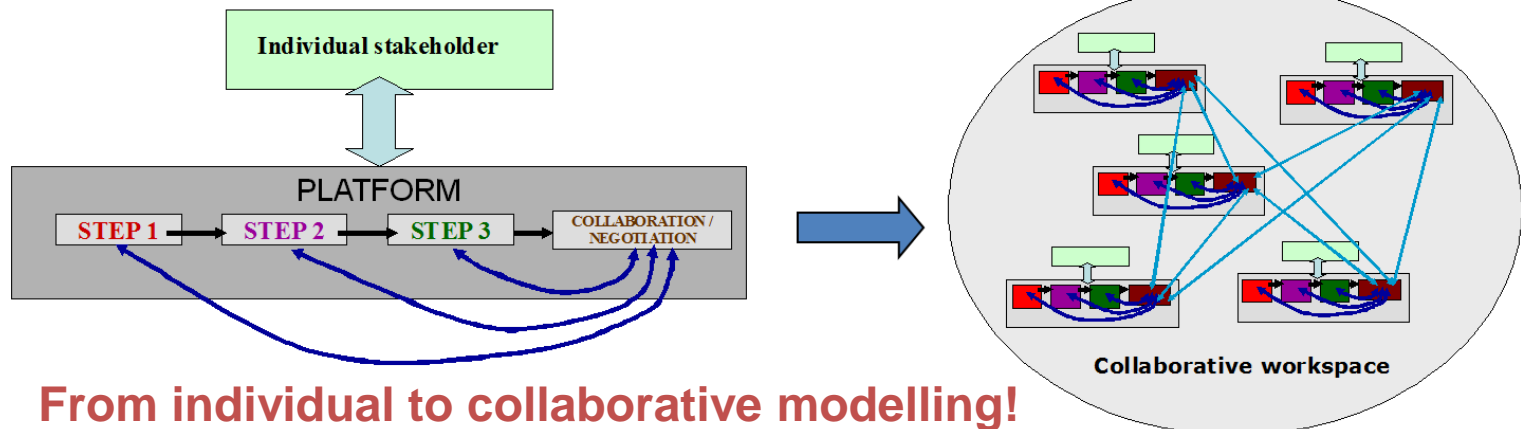 Individual stakeholder
PLATFORM
STEP 1
STEP 2
STEP 3
COLLABORATION /
NEGOTIATION
Collaborative workspace
From individual to collaborative modelling!